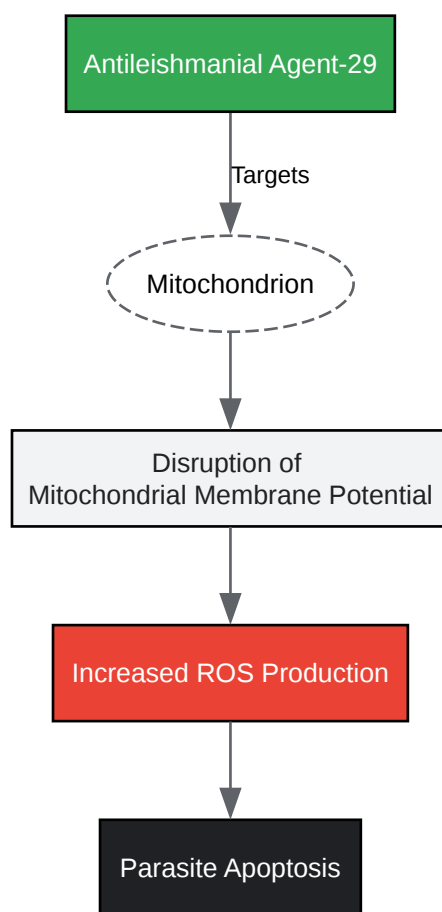 Antileishmanial Agent-29
Targets
Mitochondrion
Disruption of
Mitochondrial Membrane Potential
Increased ROS Production
Parasite Apoptosis